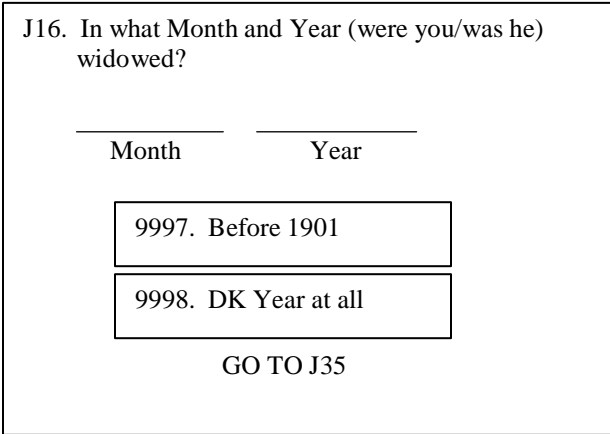 J16. In what Month and Year (were you/was he)
widowed?
Month Year
9997. Before 1901
9998. DK Year at all
GO TO J35